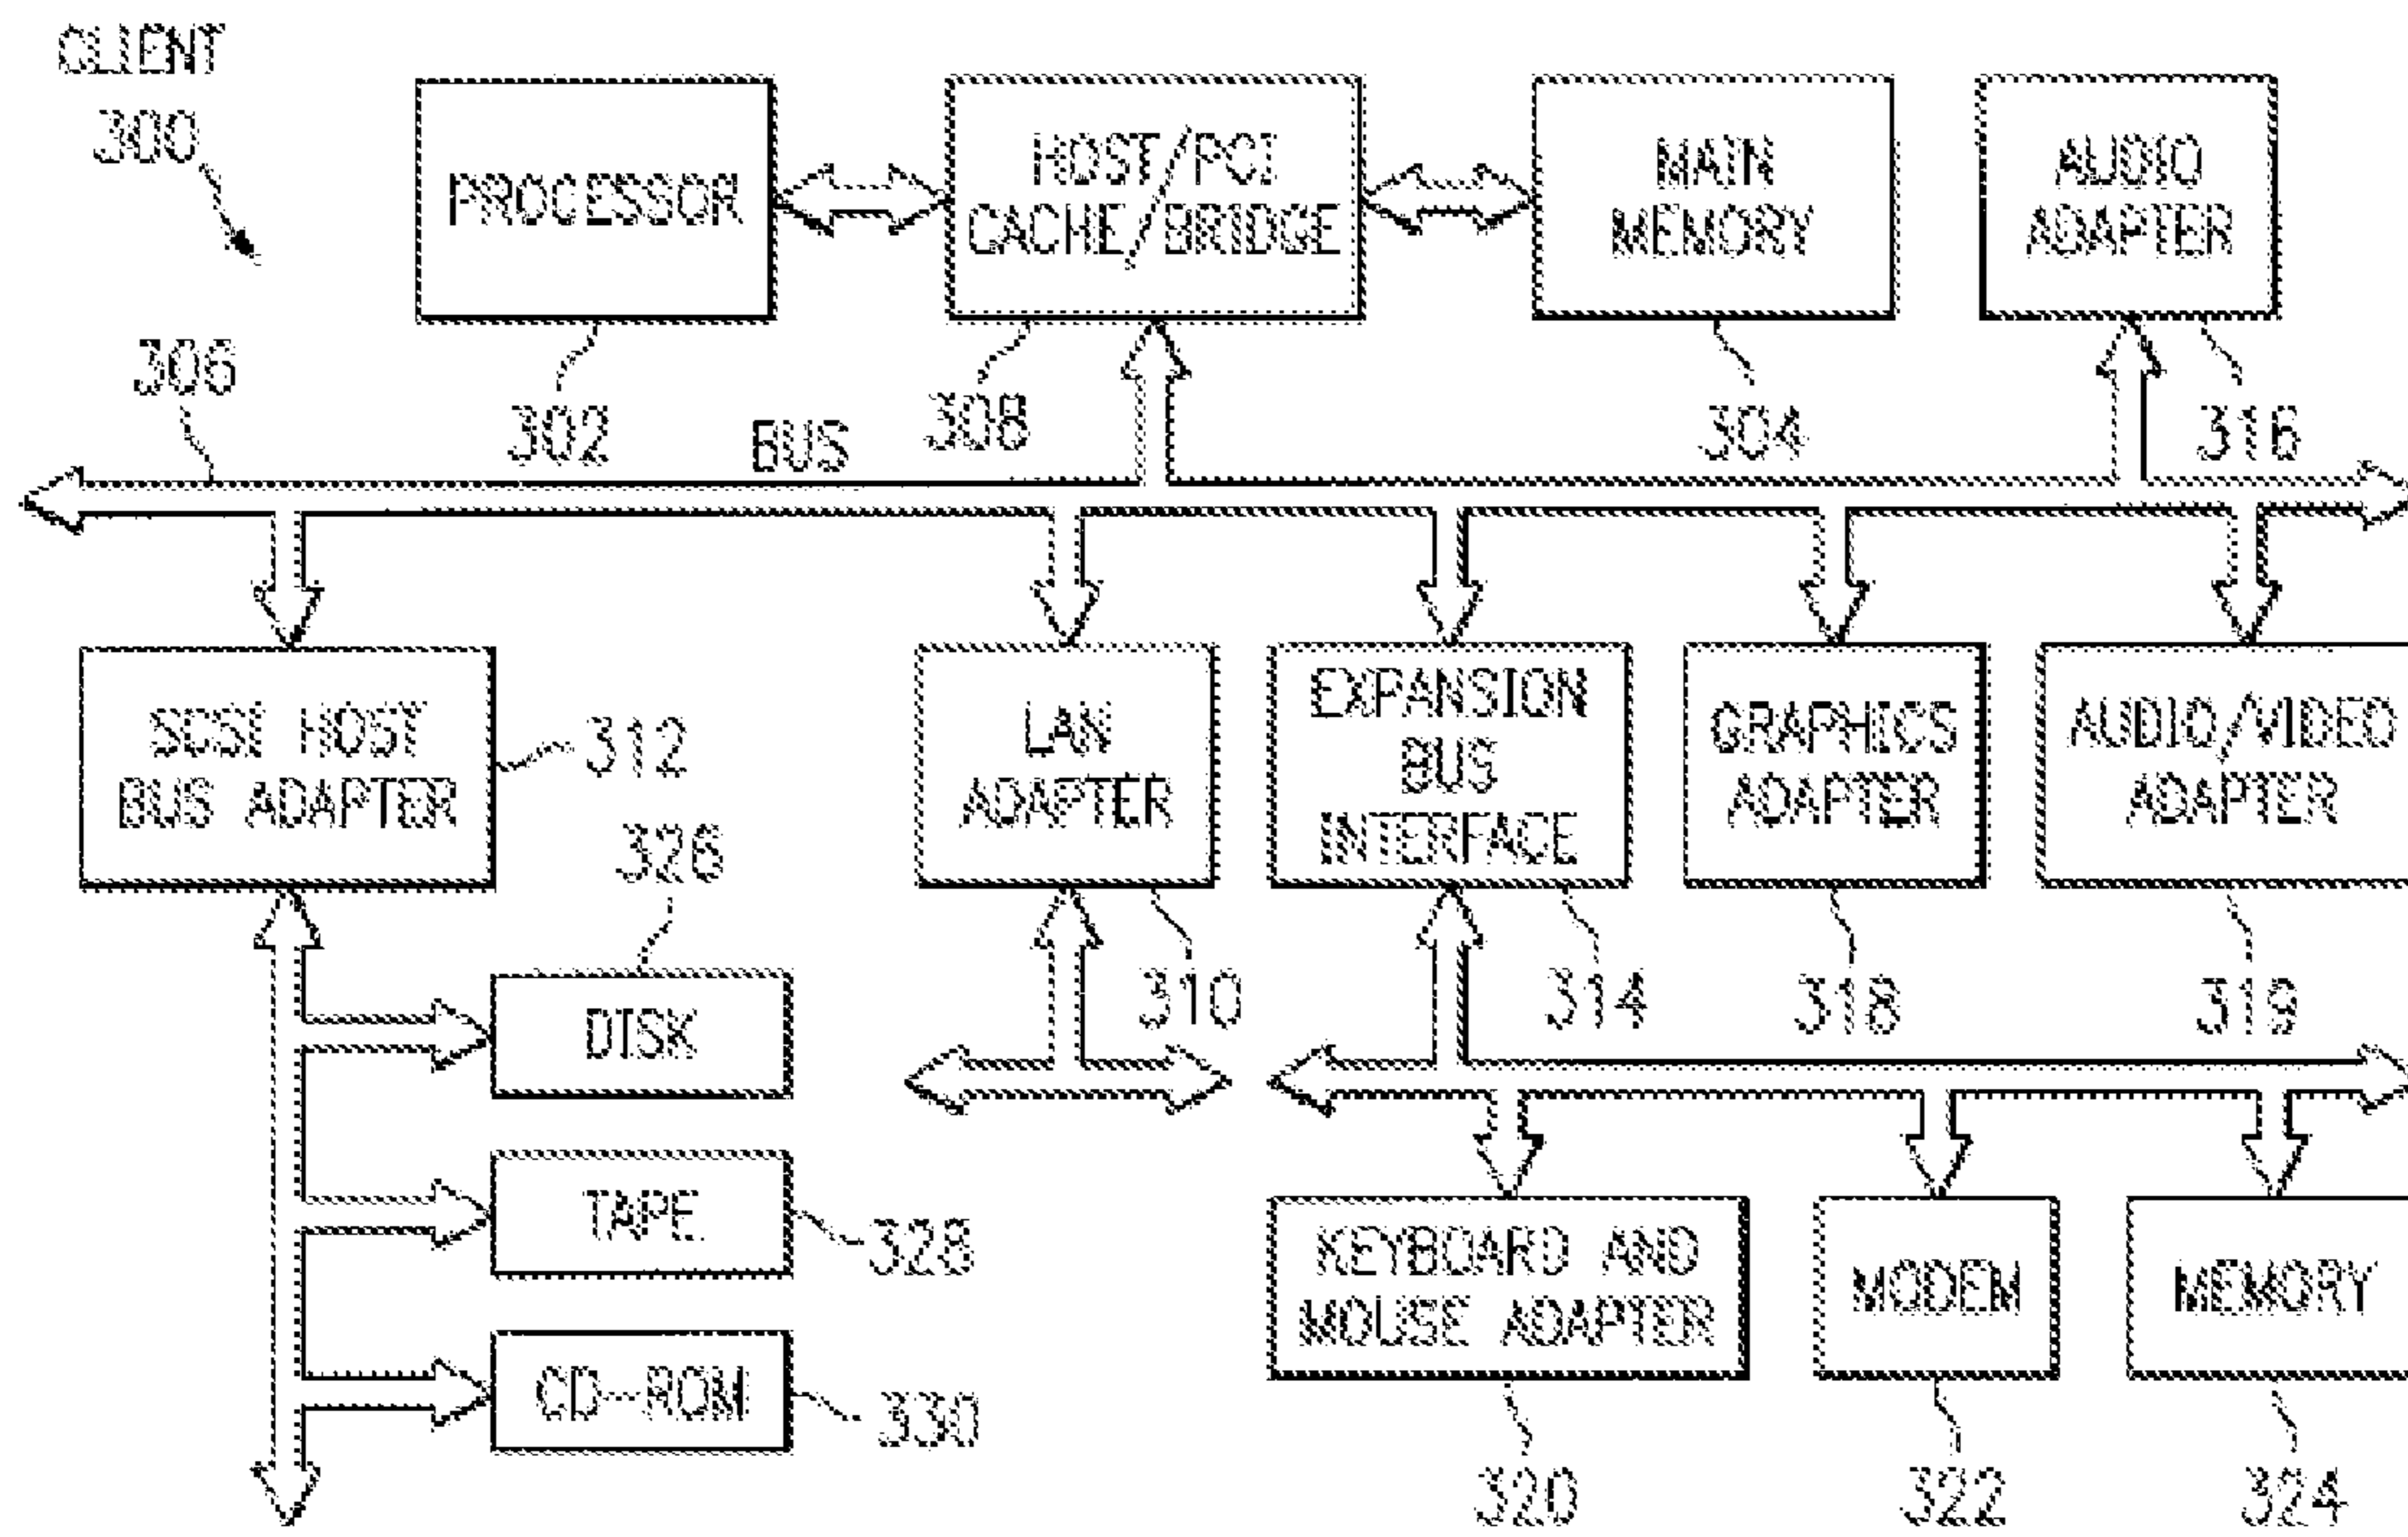 CLIENT
300
PROCESSOR
HOST/PCI
CACHE/BRIDGE
MAIN
MEMORY
AUDIO
ADAPTER
306
302
BUS
308
304
316
SCSI HOST
BUS ADAPTER
312
LAN
ADAPTER
EXPANSION
BUS
INTERFACE
GRAPHICS
ADAPTER
AUDIO/VIDEO
ADAPTER
326
310
314
318
319
DISK
TAPE
328
CD-ROM
330
KEYBOARD AND
MOUSE ADAPTER
MODEM
MEMORY
320
322
324